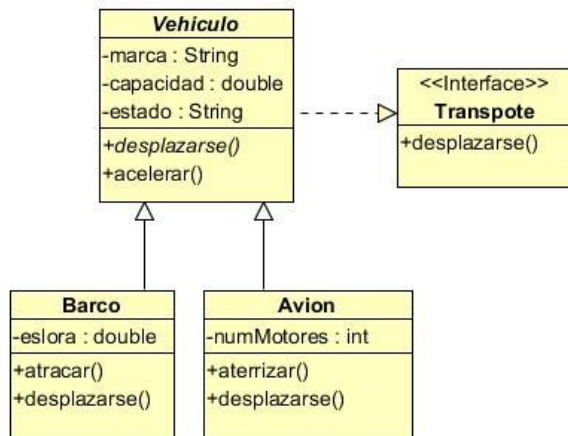 Vehiculo
-marca : String
-capacidad : double
-estado : String
+desplazarse()
+acelerar()
<<Interface>>
Transpote
+desplazarse()
Barco
-eslora : double
+atracar()
+desplazarse()
Avion
-numMotores : int
+aterrizar()
+desplazarse()